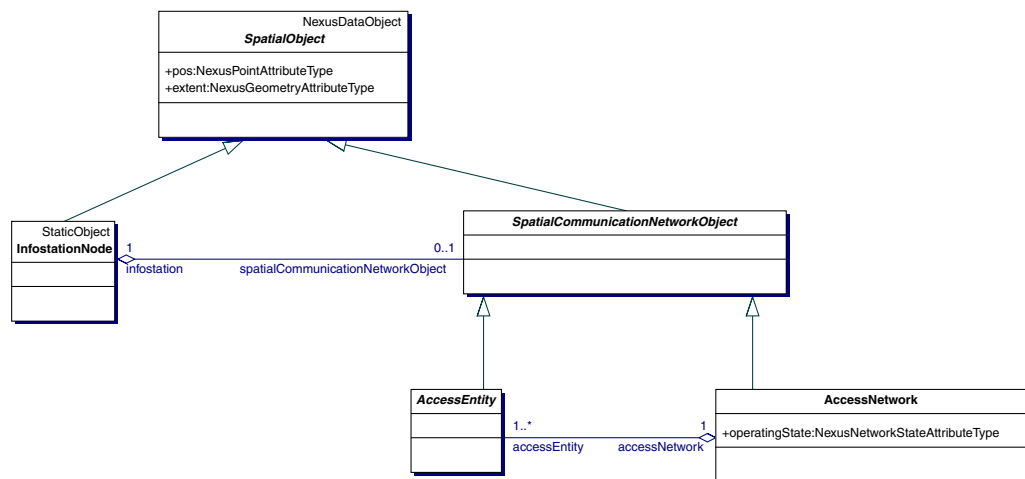 NexusDataObject
SpatialObject
+pos:NexusPointAttributeType
+extent:NexusGeometryAttributeType
StaticObject
InfostationNode
SpatialCommunicationNetworkObject
1
0..1
infostation
spatialCommunicationNetworkObject
AccessEntity
AccessNetwork
+operatingState:NexusNetworkStateAttributeType
1..*
1
accessEntity
accessNetwork